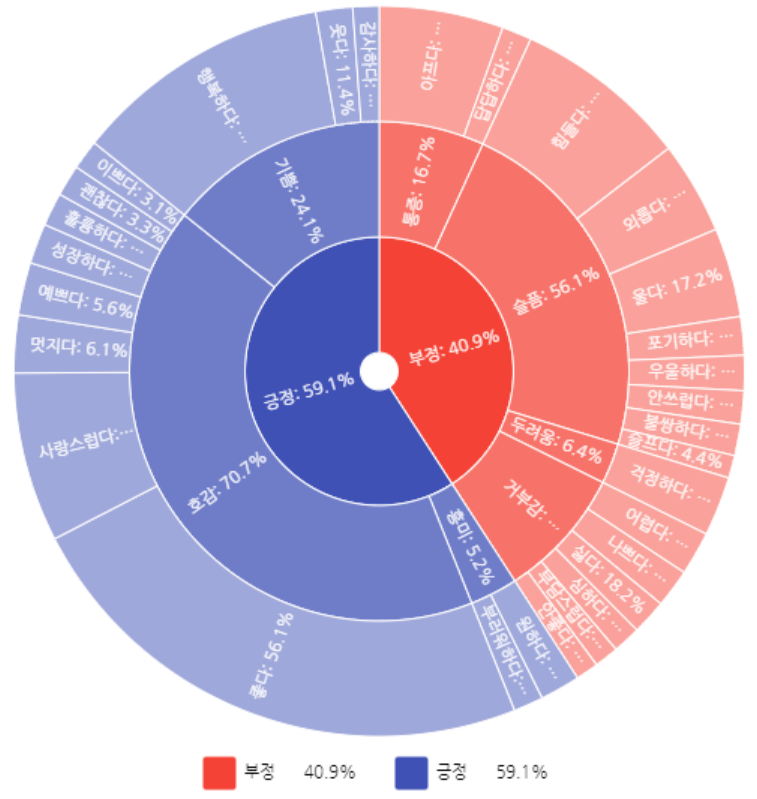 부정: 40.9%
긍정: 59.1%
통증: 16.7%
슬픔: 56.1%
두려움: 6.4%
거부감: ...
흥미: 5.2%
호감: 70.7%
기쁨: 24.1%
아프다: ...
답답하다: ...
힘들다: ...
외롭다: ...
울다: 17.2%
포기하다: ...
우울하다: ...
안쓰럽다: ...
불쌍하다: ...
슬프다: 4.4%
걱정하다: ...
어렵다: ...
나쁘다: ...
싫다: 18.2%
심하다: ...
부담스럽다:...
안좋다: ...
원하다: ...
부러워하다:...
좋다: 56.1%
사랑스럽다:...
멋지다: 6.1%
예쁘다: 5.6%
성장하다: ...
훌륭하다: ...
괜찮다: 3.3%
이쁘다: 3.1%
행복하다: ...
웃다: 11.4%
감사하다: ...
부정 40.9% 긍정 59.1%